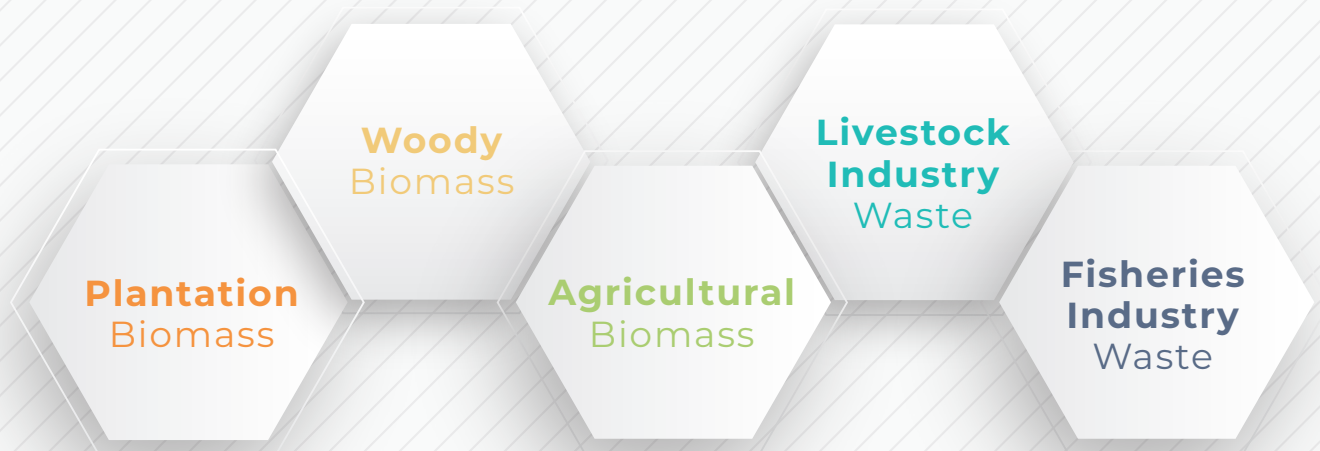 Plantation
Biomass
Woody
Biomass
Agricultural
Biomass
Livestock
Industry
Waste
Fisheries
Industry
Waste